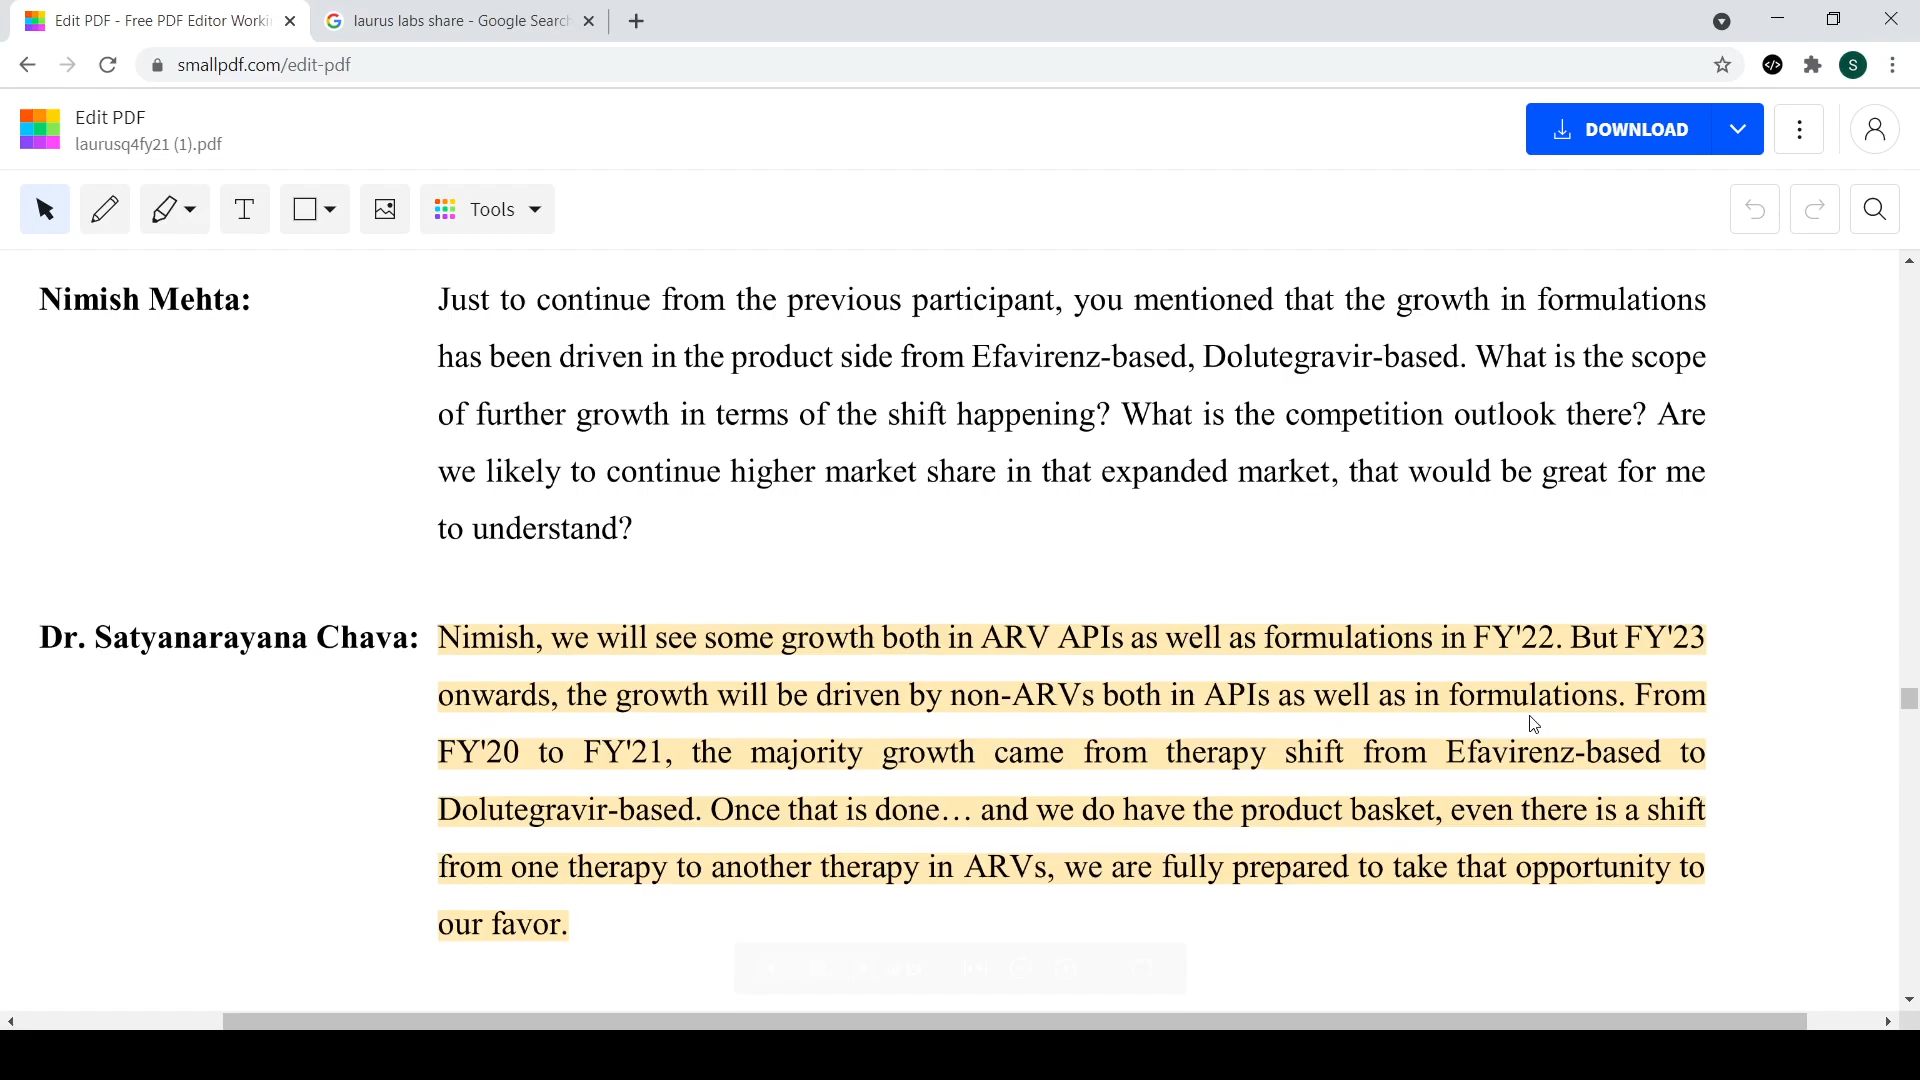 Edit PDF - Free PDF Editor Worki
laurus labs share - Google Search
smallpdf.com/edit-pdf
S
Edit PDF
laurusq4fy21 (1).pdf
DOWNLOAD
T
Tools
Nimish Mehta: Just to continue from the previous participant, you mentioned that the growth in formulations
has been driven in the product side from Efavirenz-based, Dolutegravir-based. What is the scope
of further growth in terms of the shift happening? What is the competition outlook there? Are
we likely to continue higher market share in that expanded market, that would be great for me
to understand?
Dr. Satyanarayana Chava: Nimish, we will see some growth both in ARV APIs as well as formulations in FY'22. But FY'23
onwards, the growth will be driven by non-ARVs both in APIs as well as in formulations. From
FY'20 to FY'21, the majority growth came from therapy shift from Efavirenz-based to
Dolutegravir-based. Once that is done… and we do have the product basket, even there is a shift
from one therapy to another therapy in ARVs, we are fully prepared to take that opportunity to
our favor.